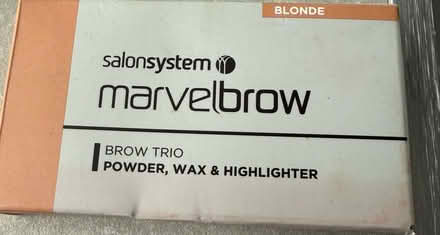 BLONDE
salonsystem
marvelbrow
BROW TRIO
POWDER, WAX & HIGHLIGHTER